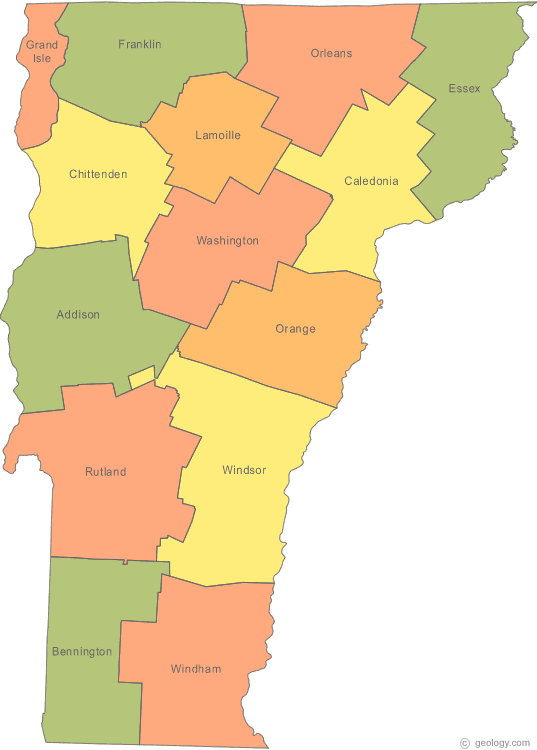 Grand
Isle
Franklin
Orleans
Essex
Lamoille
Chittenden
Caledonia
Washington
Addison
Orange
Rutland
Windsor
Bennington
Windham
© geology.com